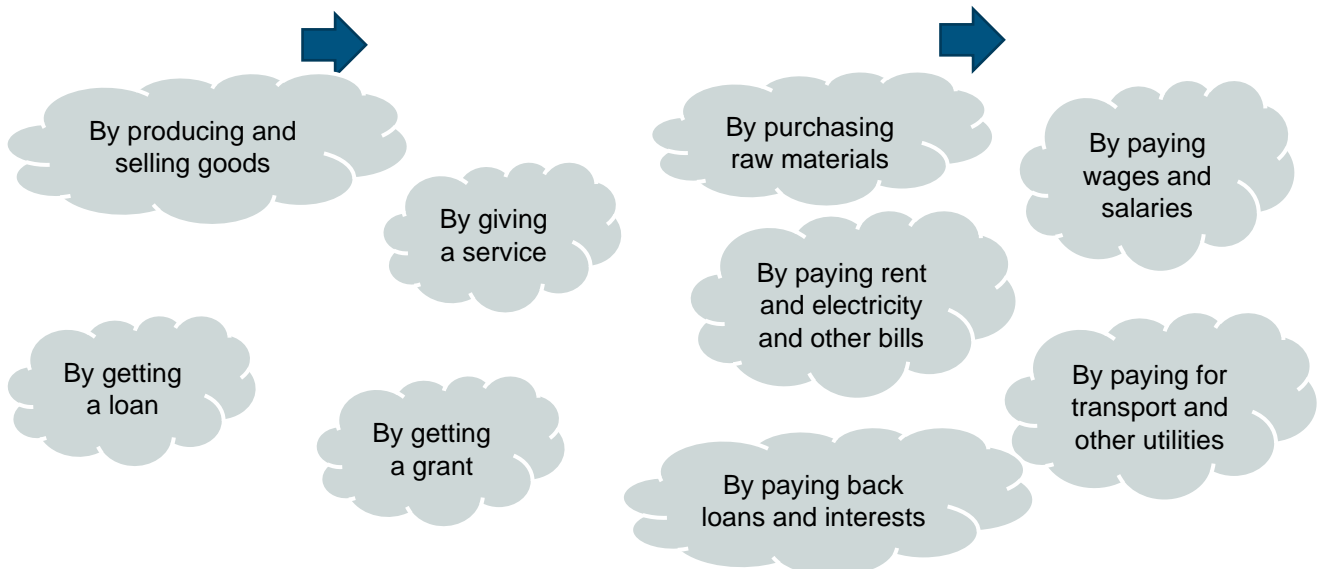 By producing and
selling goods
By giving
a service
By getting
a loan
By getting
a grant
By purchasing
raw materials
By paying
wages and
salaries
By paying rent
and electricity
and other bills
By paying for
transport and
other utilities
By paying back
loans and interests